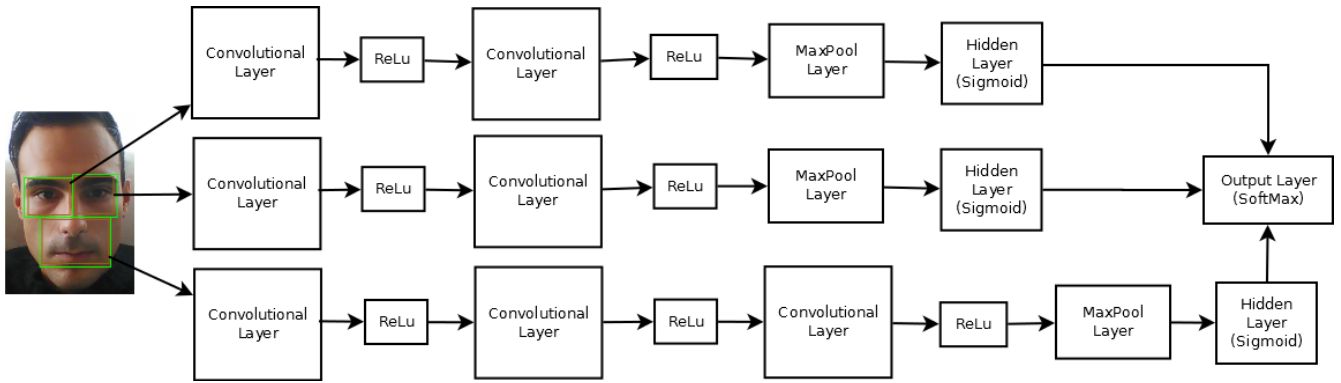 Convolutional
Layer
ReLu
Convolutional
Layer
ReLu
MaxPool
Layer
Hidden
Layer
(Sigmoid)
Convolutional
Layer
ReLu
Convolutional
Layer
ReLu
MaxPool
Layer
Hidden
Layer
(Sigmoid)
Output Layer
(SoftMax)
Convolutional
Layer
ReLu
Convolutional
Layer
ReLu
Convolutional
Layer
ReLu
MaxPool
Layer
Hidden
Layer
(Sigmoid)